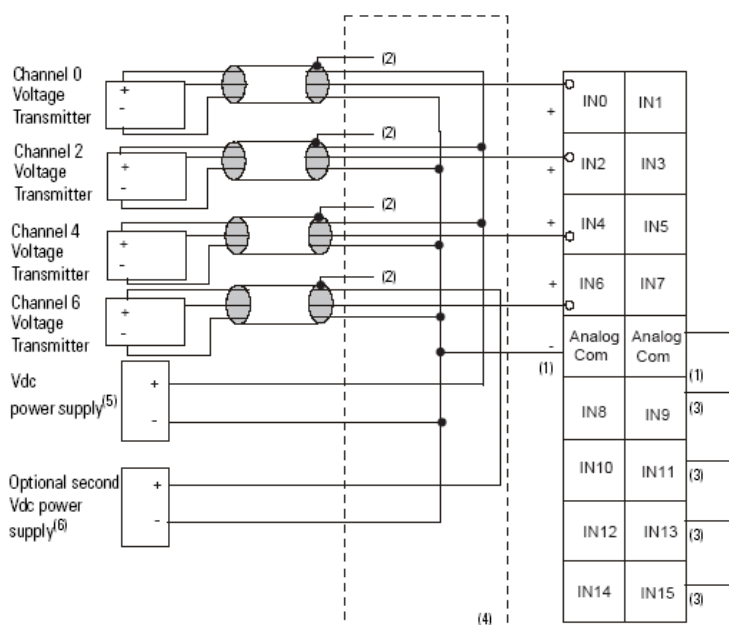 Channel 0
Voltage
Transmitter
+
-
(2)
Channel 2
Voltage
Transmitter
+
-
(2)
Channel 4
Voltage
Transmitter
+
-
(2)
Channel 6
Voltage
Transmitter
+
-
(2)
Vdc
power supply(5)
+
-
Optional second
Vdc power
supply(6)
+
-
(4)
+
IN0 IN1
+
IN2 IN3
+
IN4 IN5
+
IN6 IN7
-
(1)
Analog Analog
Com Com
(1)
IN8 IN9
(3)
IN10 IN11
(3)
IN12 IN13
(3)
IN14 IN15
(3)